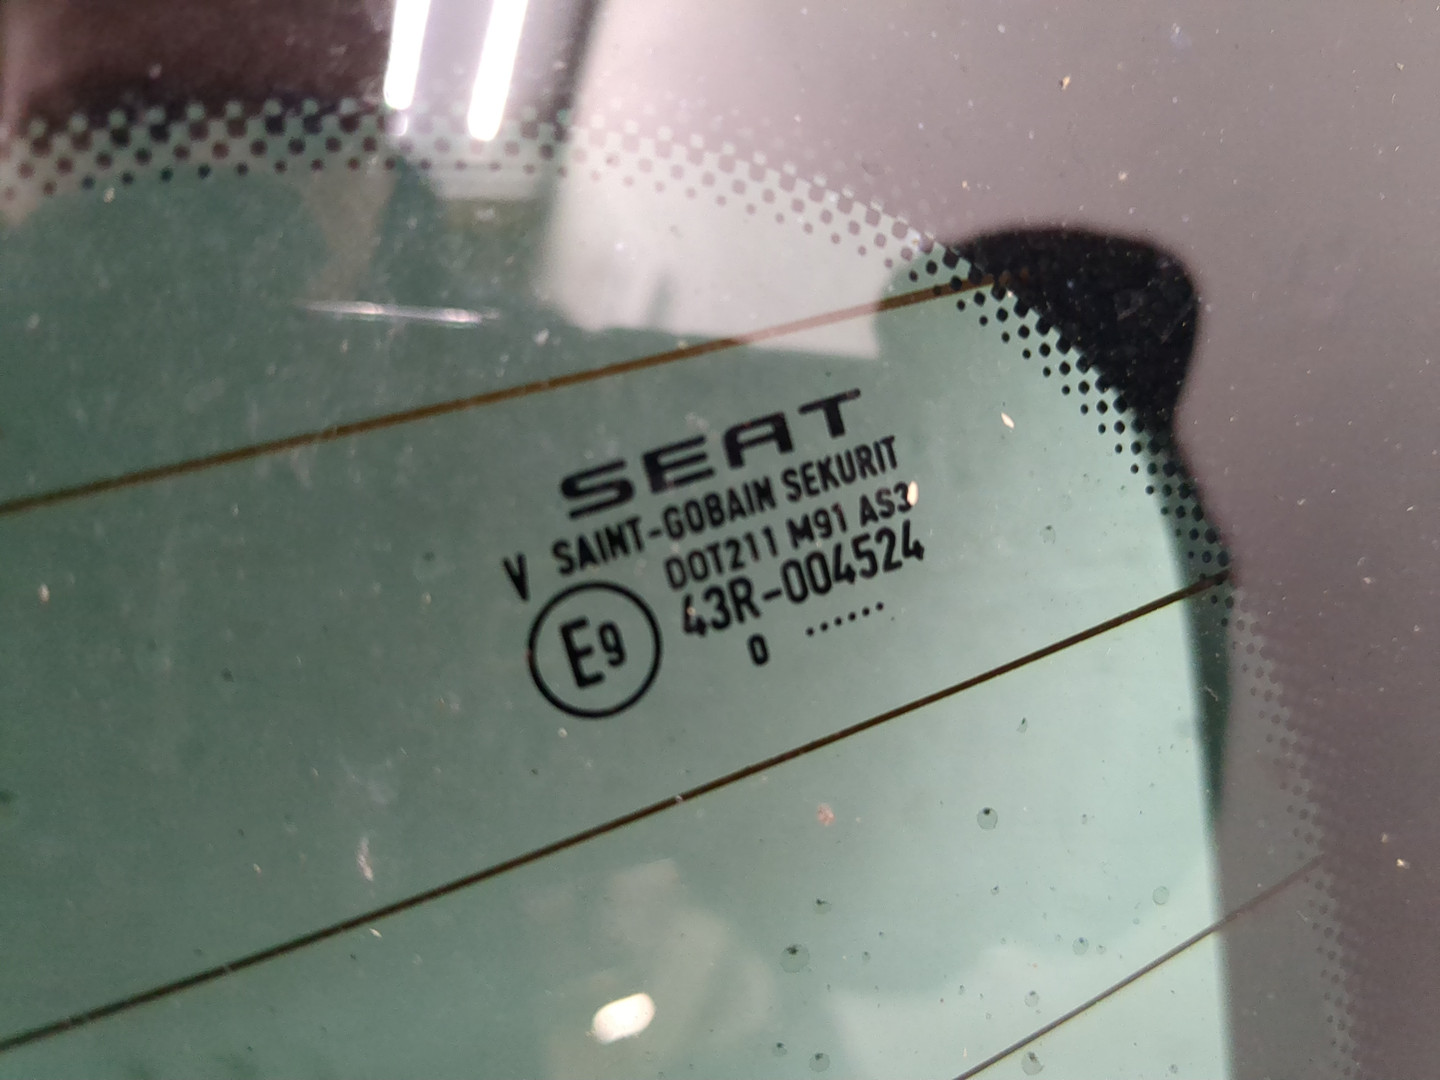 SEAT
V SAINT-GOBAIN SEKURIT
DOT211 M91 AS3
E9 43R-004524
0 ......